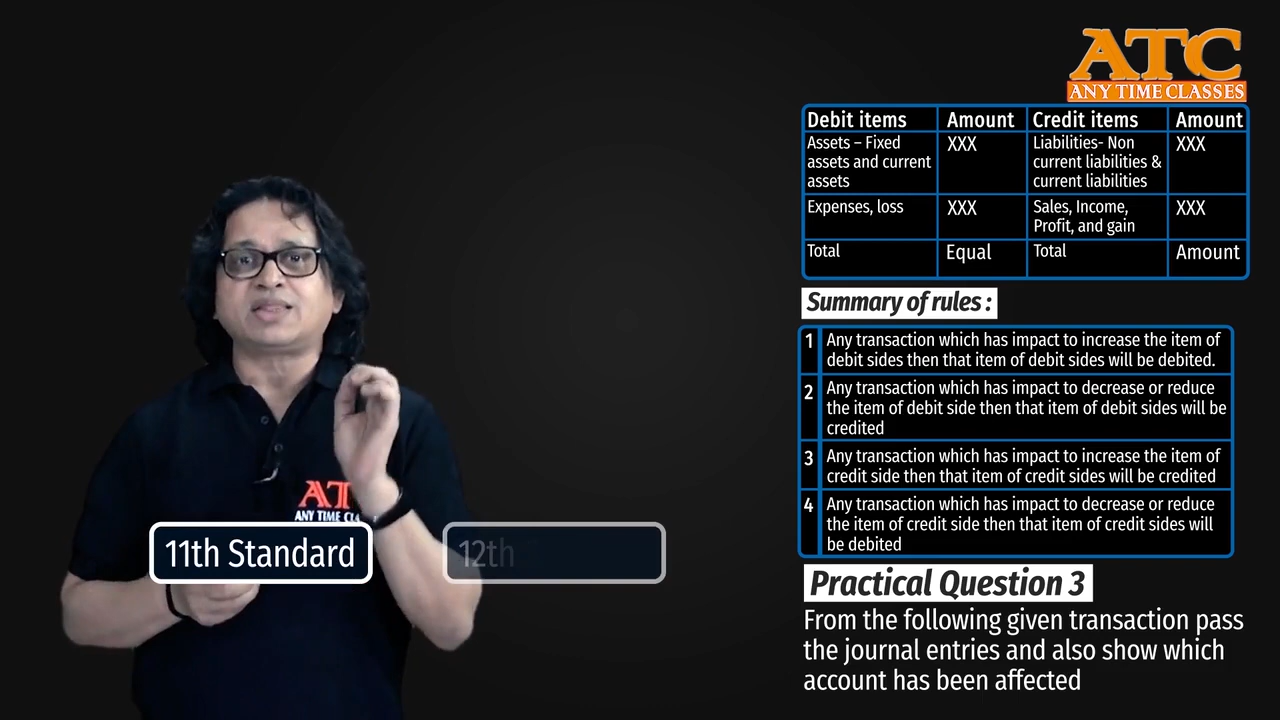 ATC
ANY TIME CLASSES
Debit items Amount Credit items Amount
Assets – Fixed assets and current assets XXX Liabilities- Non current liabilities & current liabilities XXX
Expenses, loss XXX Sales, Income, Profit, and gain XXX
Total Equal Total Amount
Summary of rules :
1 Any transaction which has impact to increase the item of
debit sides then that item of debit sides will be debited.
2 Any transaction which has impact to decrease or reduce
the item of debit side then that item of debit sides will be
credited
3 Any transaction which has impact to increase the item of
credit side then that item of credit sides will be credited
4 Any transaction which has impact to decrease or reduce
the item of credit side then that item of credit sides will
be debited
Practical Question 3
From the following given transaction pass
the journal entries and also show which
account has been affected
AT
ANY TIME
11th Standard
12th